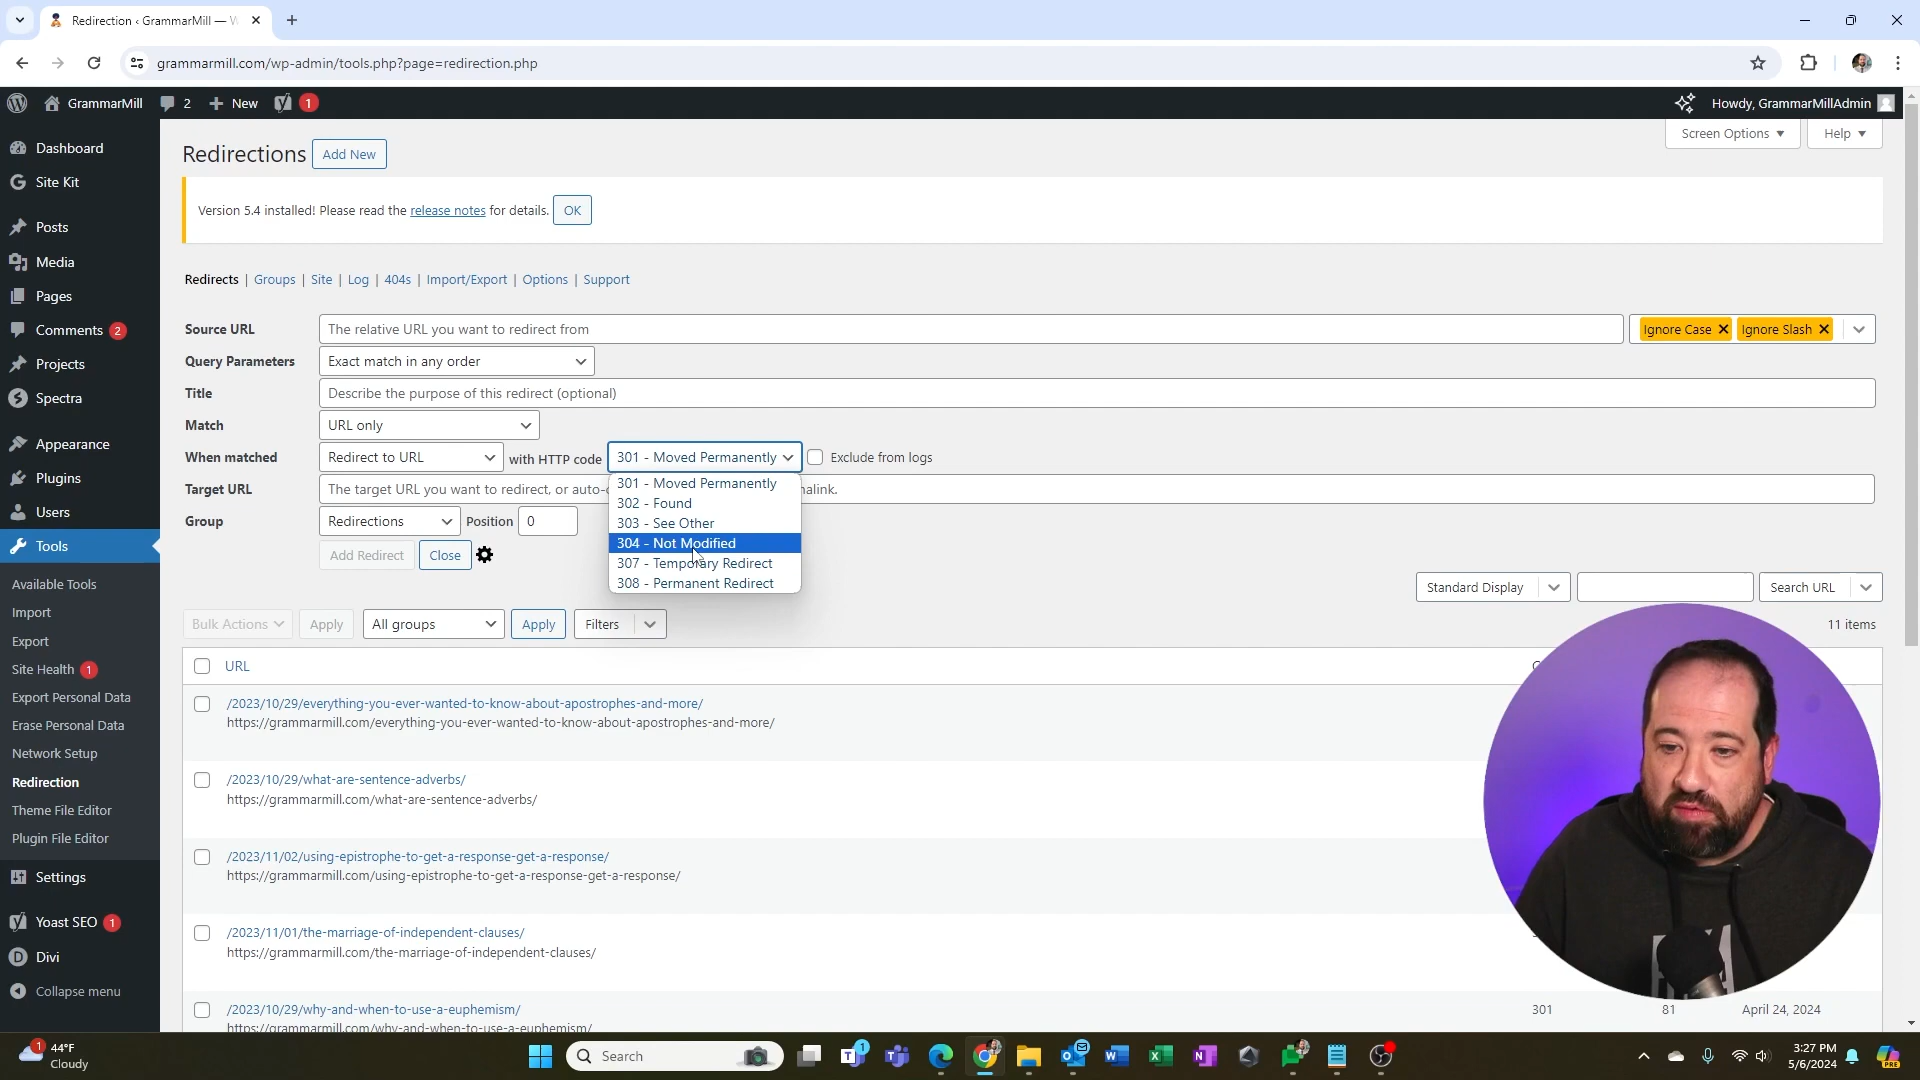 Redirection ‹ GrammarMill — W
grammarmill.com/wp-admin/tools.php?page=redirection.php
GrammarMill 2 New 1 Howdy, GrammarMillAdmin
Screen Options Help
Dashboard
Site Kit
Posts
Media
Pages
Comments 2
Projects
Spectra
Appearance
Plugins
Users
Tools
Available Tools
Import
Export
Site Health 1
Export Personal Data
Erase Personal Data
Network Setup
Redirection
Theme File Editor
Plugin File Editor
Settings
Yoast SEO 1
Divi
Collapse menu
Redirections Add New
Version 5.4 installed! Please read the release notes for details. OK
Redirects | Groups | Site | Log | 404s | Import/Export | Options | Support
Source URL The relative URL you want to redirect from Ignore Case Ignore Slash
Query Parameters Exact match in any order
Title Describe the purpose of this redirect (optional)
Match URL only
When matched Redirect to URL with HTTP code 301 - Moved Permanently Exclude from logs
301 - Moved Permanently
302 - Found
303 - See Other
304 - Not Modified
307 - Temporary Redirect
308 - Permanent Redirect
Target URL The target URL you want to redirect, or auto-
Group Redirections Position 0
Add Redirect Close
Standard Display Search URL
Bulk Actions Apply All groups Apply Filters 11 items
URL
/2023/10/29/everything-you-ever-wanted-to-know-about-apostrophes-and-more/
https://grammarmill.com/everything-you-ever-wanted-to-know-about-apostrophes-and-more/
/2023/10/29/what-are-sentence-adverbs/
https://grammarmill.com/what-are-sentence-adverbs/
/2023/11/02/using-epistrophe-to-get-a-response-get-a-response/
https://grammarmill.com/using-epistrophe-to-get-a-response-get-a-response/
/2023/11/01/the-marriage-of-independent-clauses/
https://grammarmill.com/the-marriage-of-independent-clauses/
/2023/10/29/why-and-when-to-use-a-euphemism/ 301 81 April 24, 2024
https://grammarmill.com/why-and-when-to-use-a-euphemism/
1 44°F
Cloudy
Search
1
3:27 PM
5/6/2024